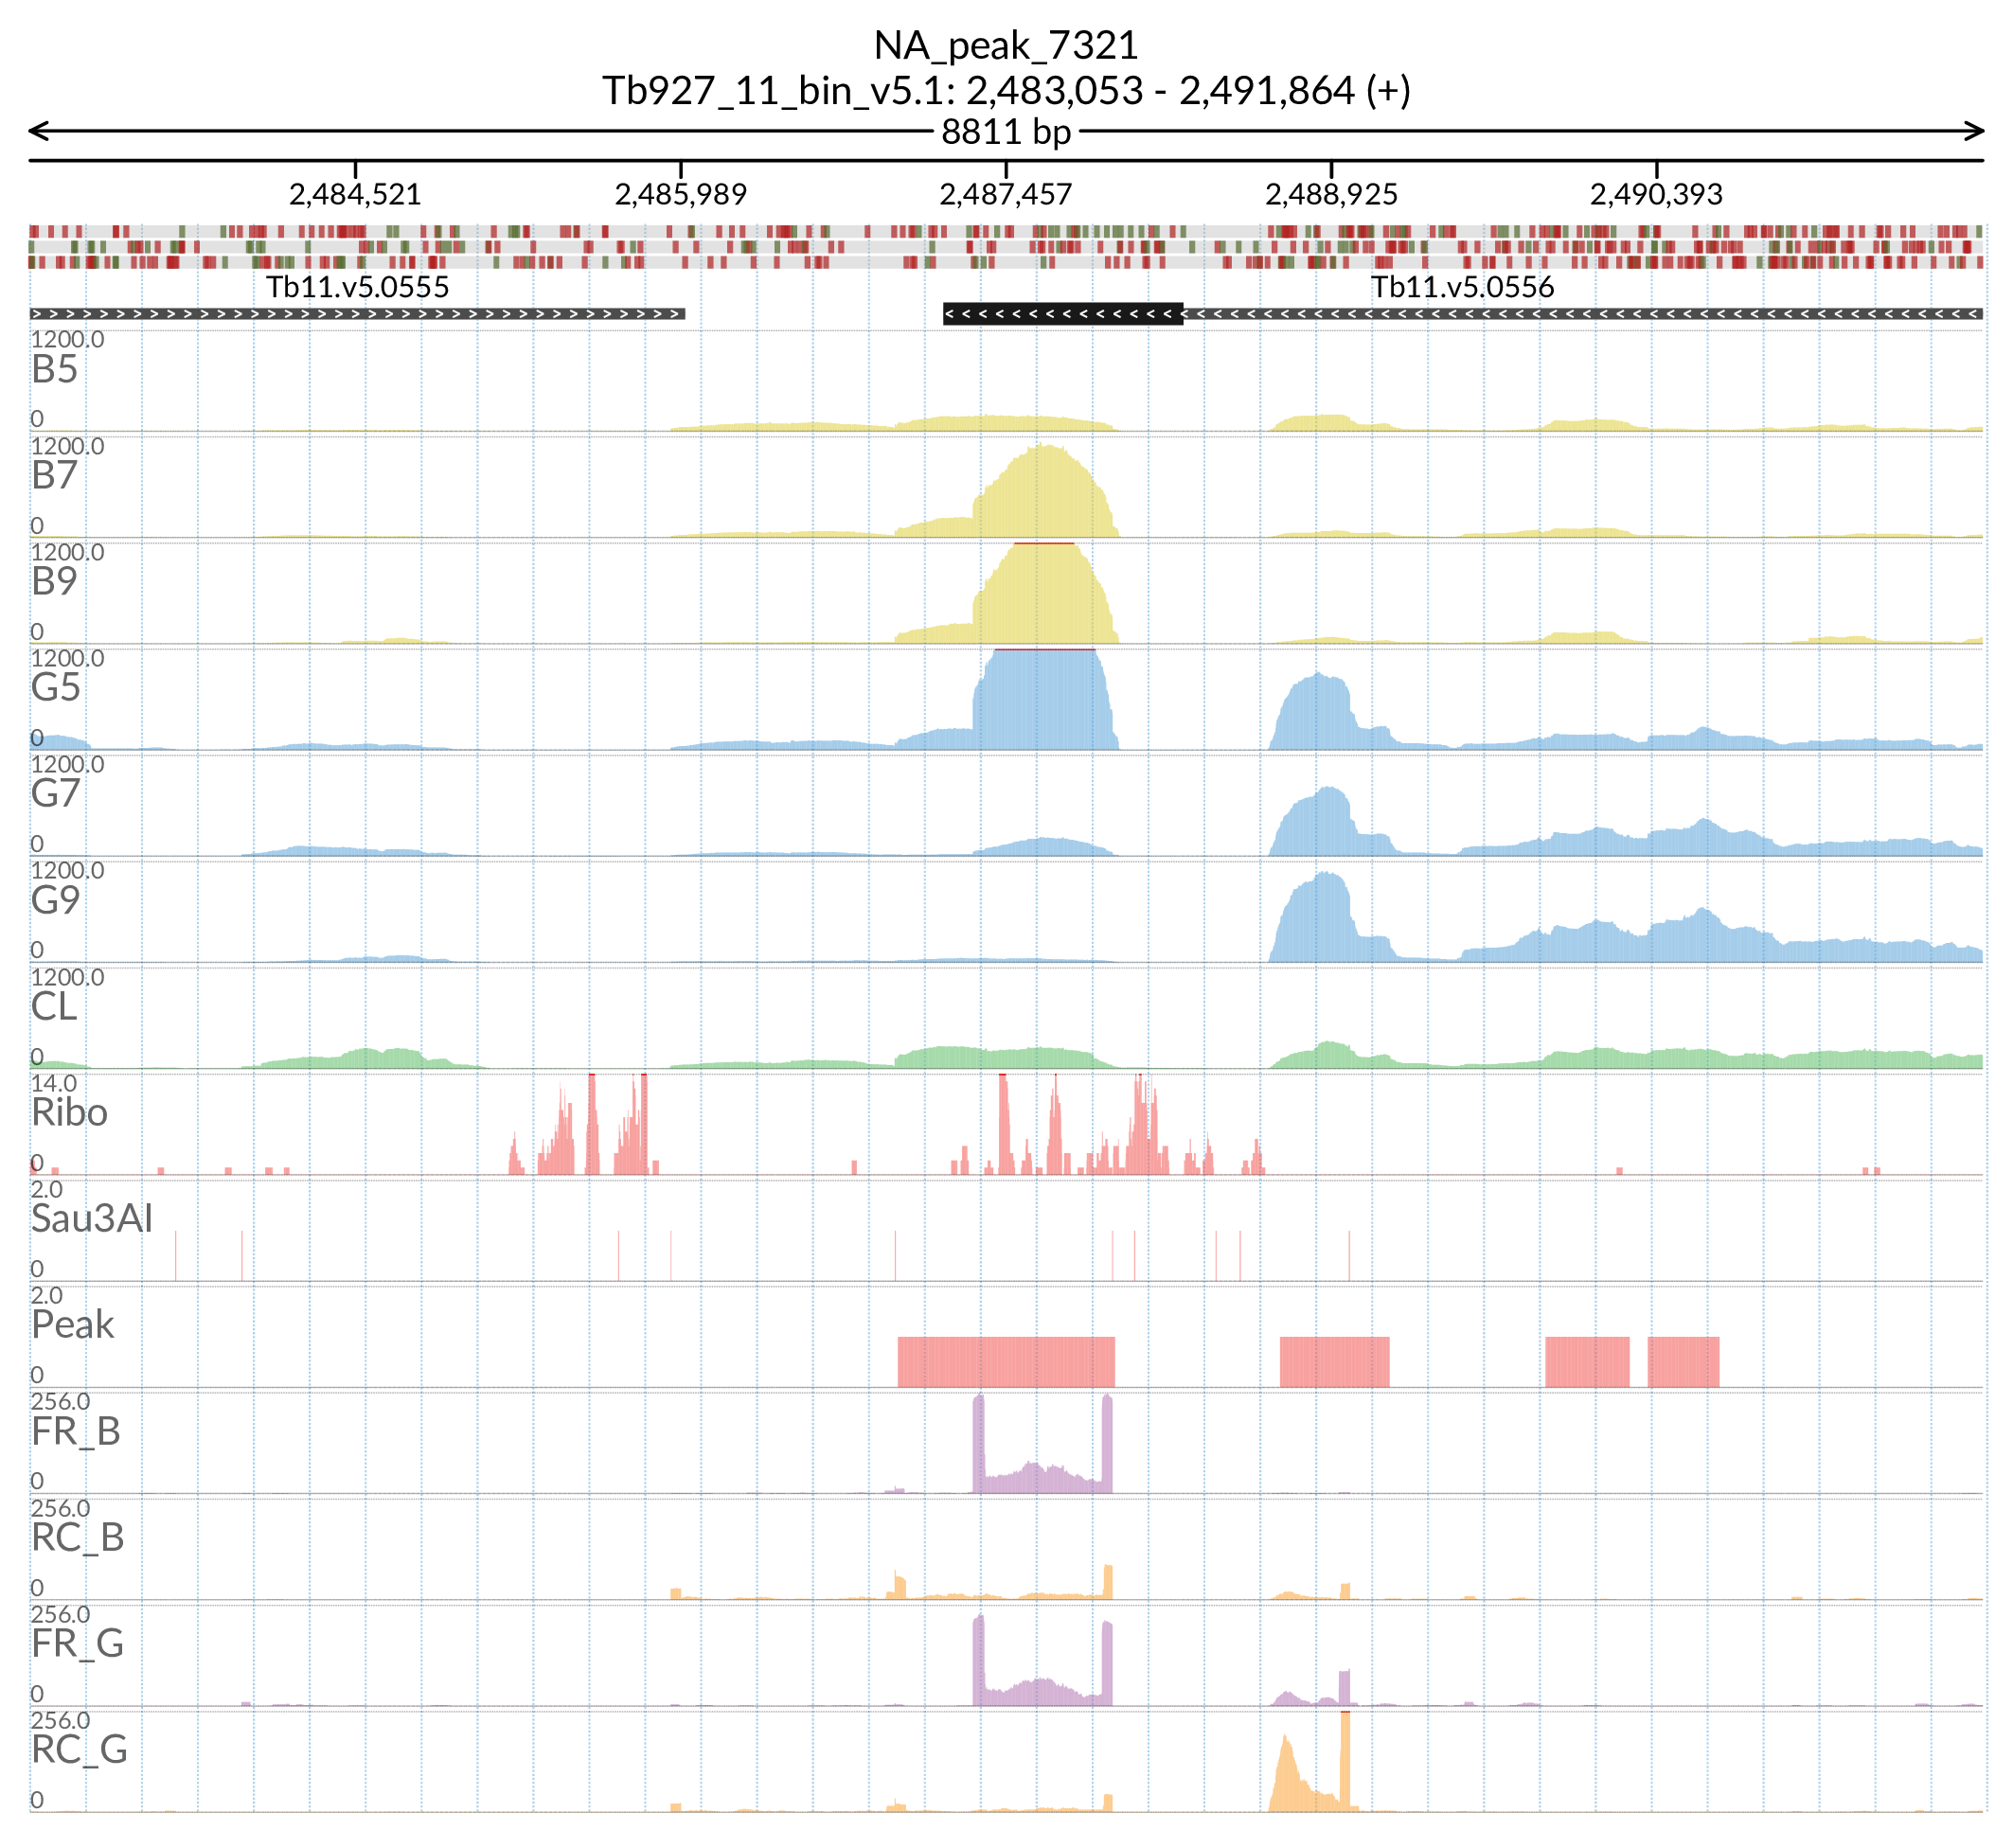 NA_peak_7321
Tb927_11_bin_v5.1: 2,483,053 - 2,491,864 (+)
8811 bp
2,484,521 2,485,989 2,487,457 2,488,925 2,490,393
Tb11.v5.0555 Tb11.v5.0556
1200.0
B5
0
1200.0
B7
0
1200.0
B9
0
1200.0
G5
0
1200.0
G7
0
1200.0
G9
0
1200.0
CL
0
14.0
Ribo
0
2.0
Sau3AI
0
2.0
Peak
0
256.0
FR_B
0
256.0
RC_B
0
256.0
FR_G
0
256.0
RC_G
0